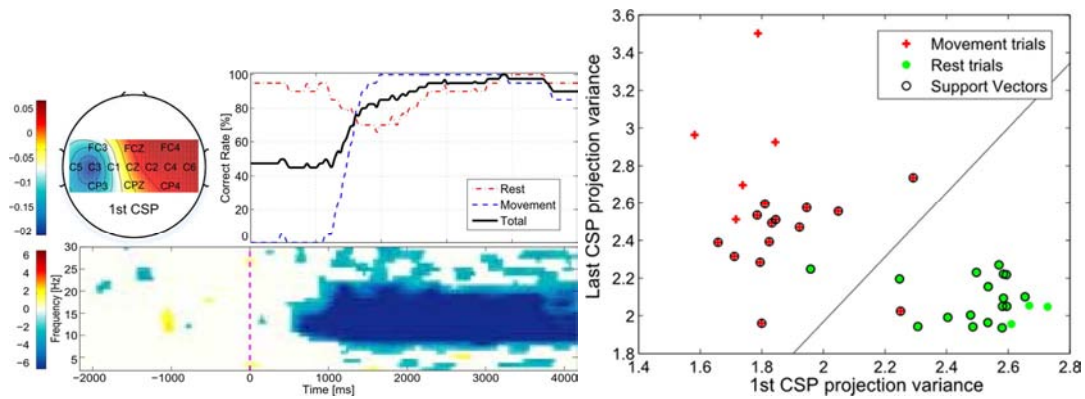 0.05
0
−0.05
−0.1
−0.15
−02
FC3 FCZ FC4
C5 C3 C1 CZ C2 C4 C6
CP3 CPZ CP4
1st CSP
Correct Rate [%]
100
80
60
40
20
0
Rest
Movement
Total
6
4
2
0
−2
−4
−6
Frequency [Hz]
30
25
20
15
10
5
−2000 −1000 0 1000 2000 3000 4000
Time [ms]
Last CSP projection variance
3.6
3.4
3.2
3
2.8
2.6
2.4
2.2
2
1.8
Movement trials
Rest trials
Support Vectors
1.4 1.6 1.8 2 2.2 2.4 2.6 2.8
1st CSP projection variance